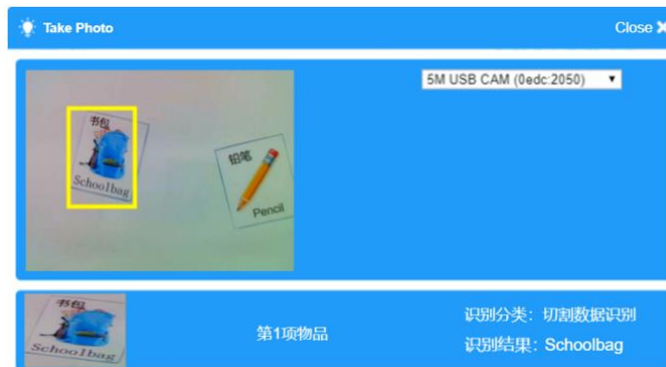 Take Photo
Close
5M USB CAM (0edc:2050)
书包
Schoolbag
铅笔
Pencil
书包
Schoolbag
第1项物品
识别分类：切割数据识别
识别结果：Schoolbag